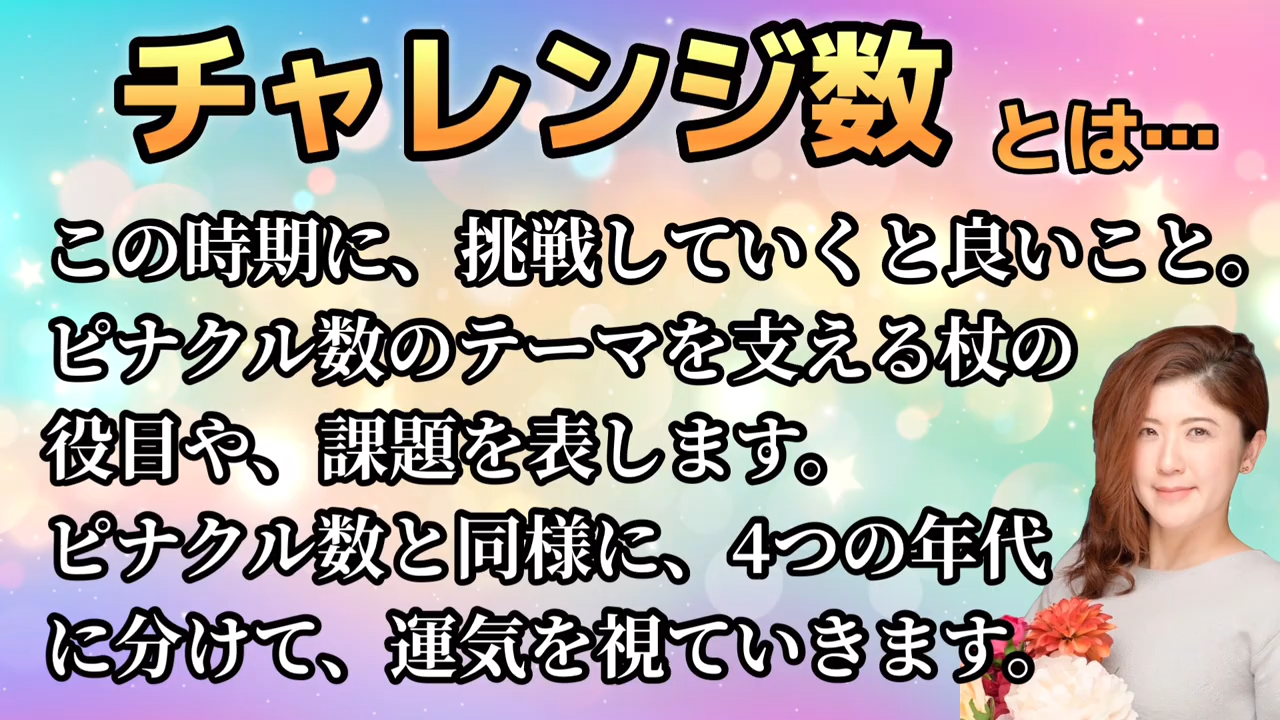 チャレンジ数 とは…
この時期に、挑戦していくと良いこと。
ピナクル数のテーマを支える杖の
役目や、課題を表します。
ピナクル数と同様に、4つの年代
に分けて、運気を視ていきます。